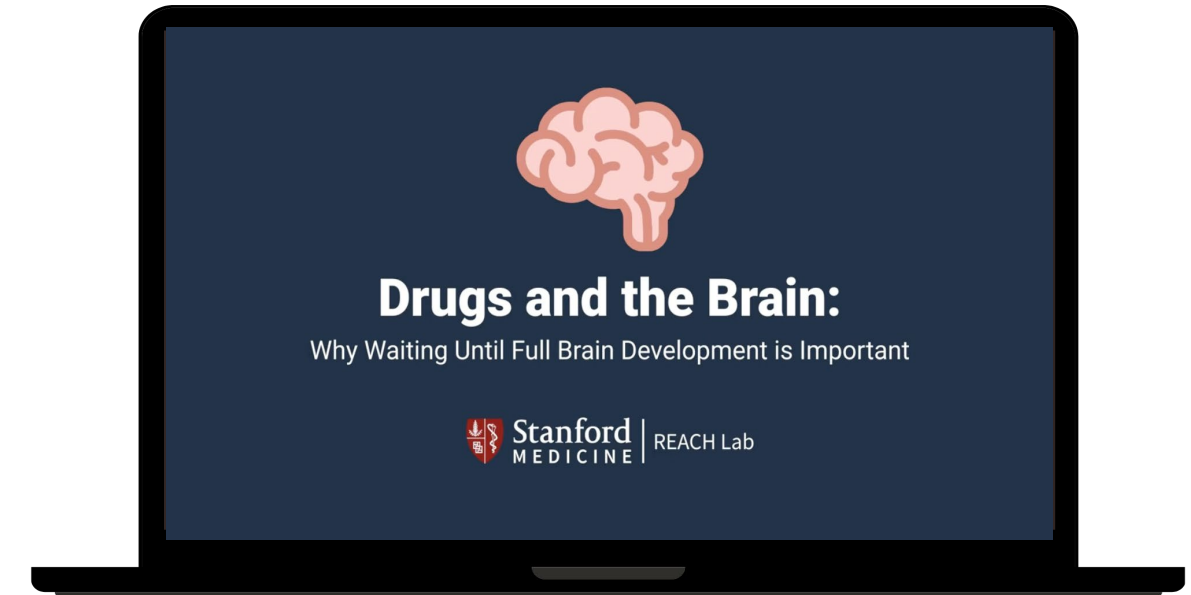 Drugs and the Brain:
Why Waiting Until Full Brain Development is Important
Stanford
MEDICINE
REACH Lab